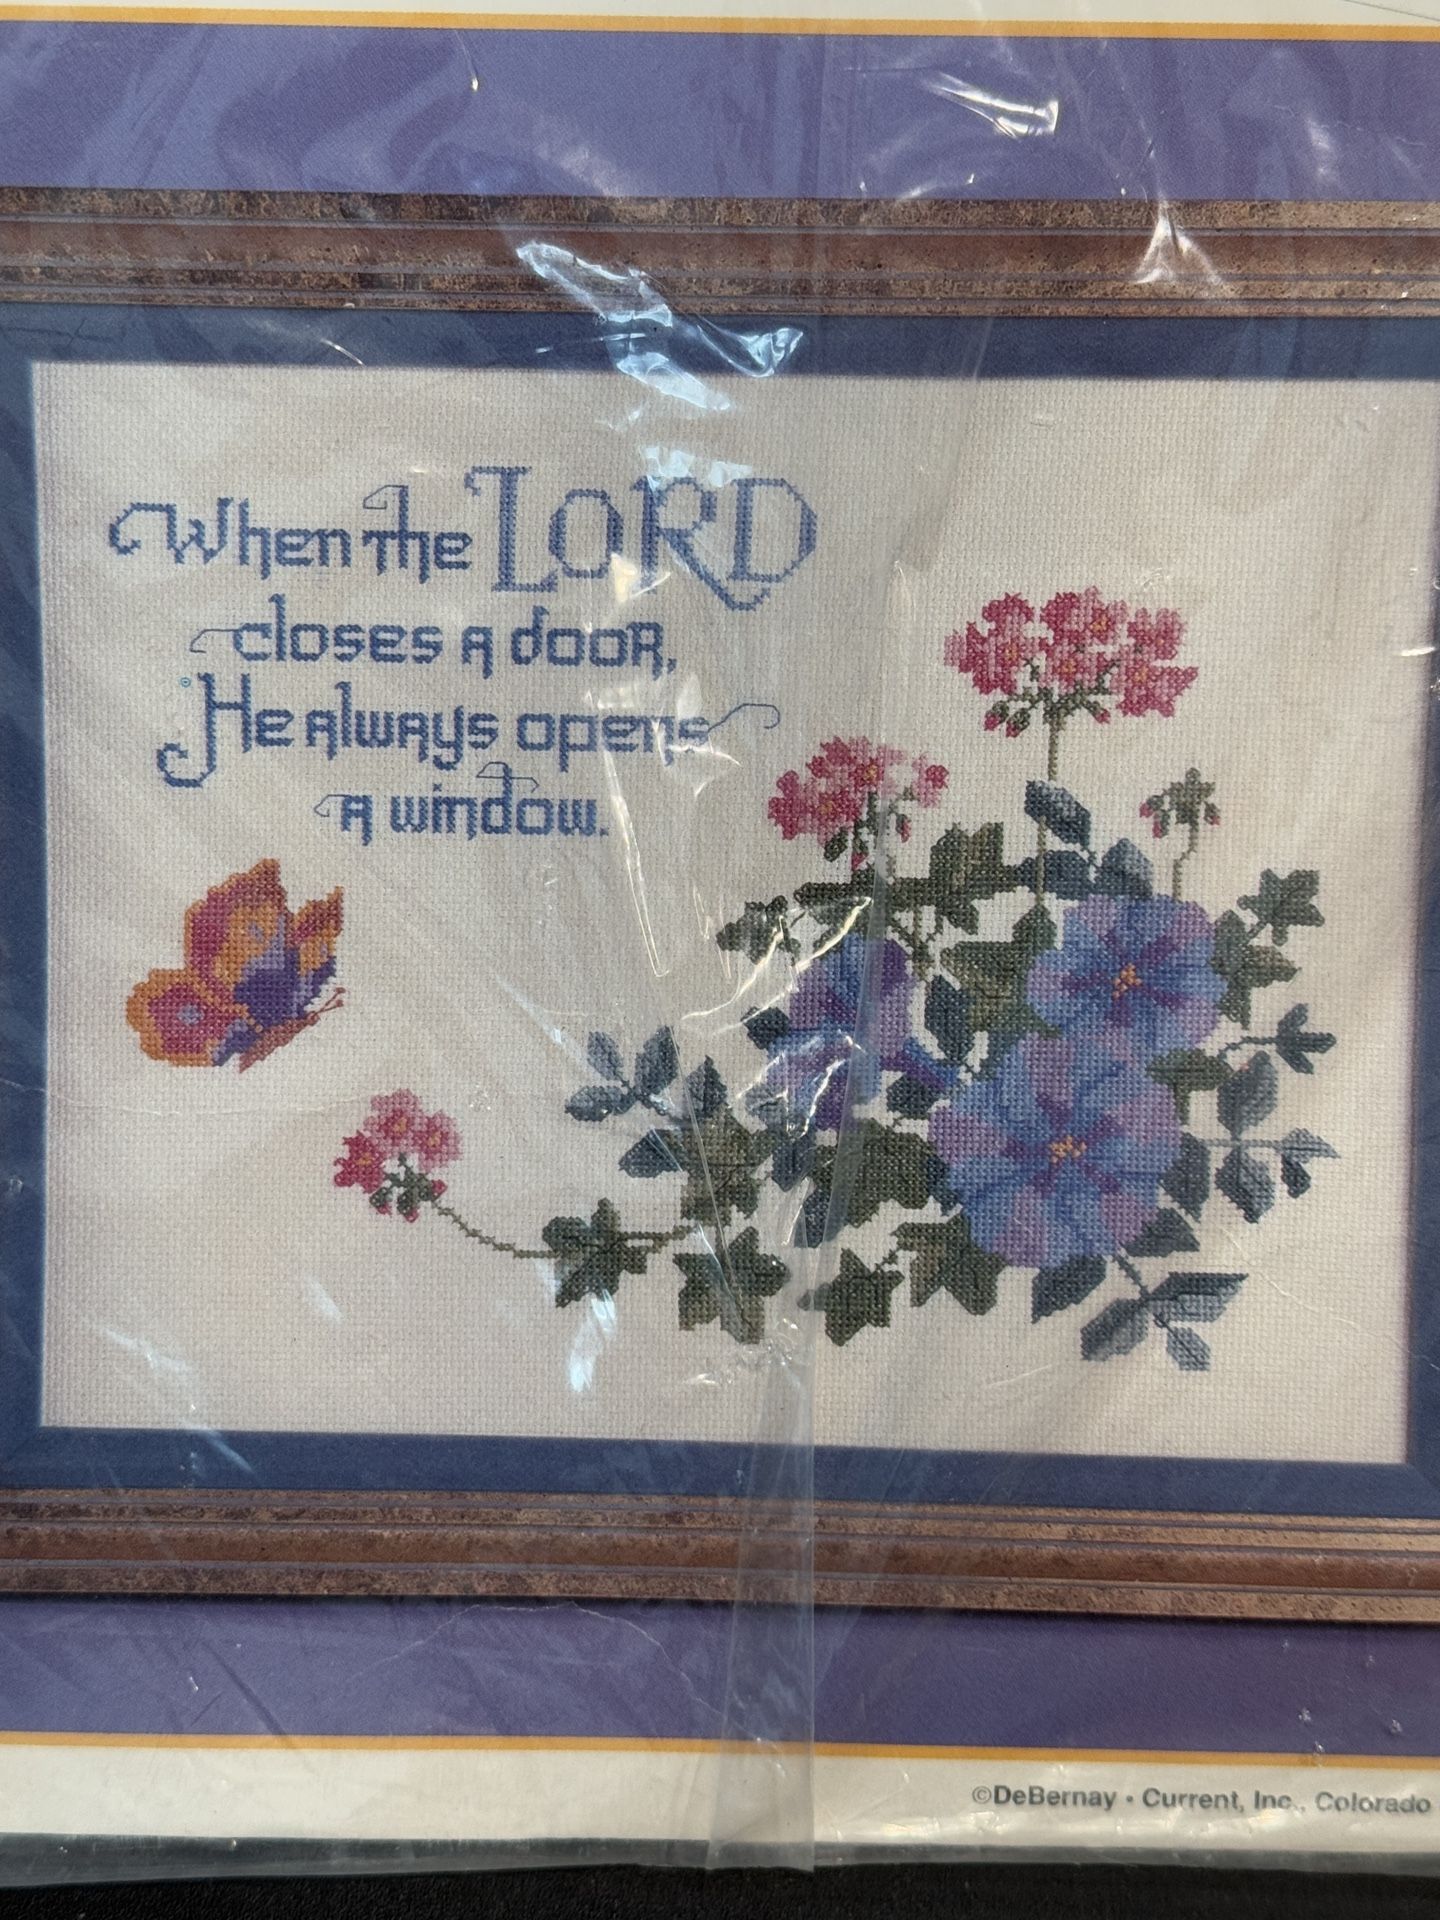 When the LORD
closes a door,
He always opens
a window.
©DeBernay • Current, Inc., Colorado